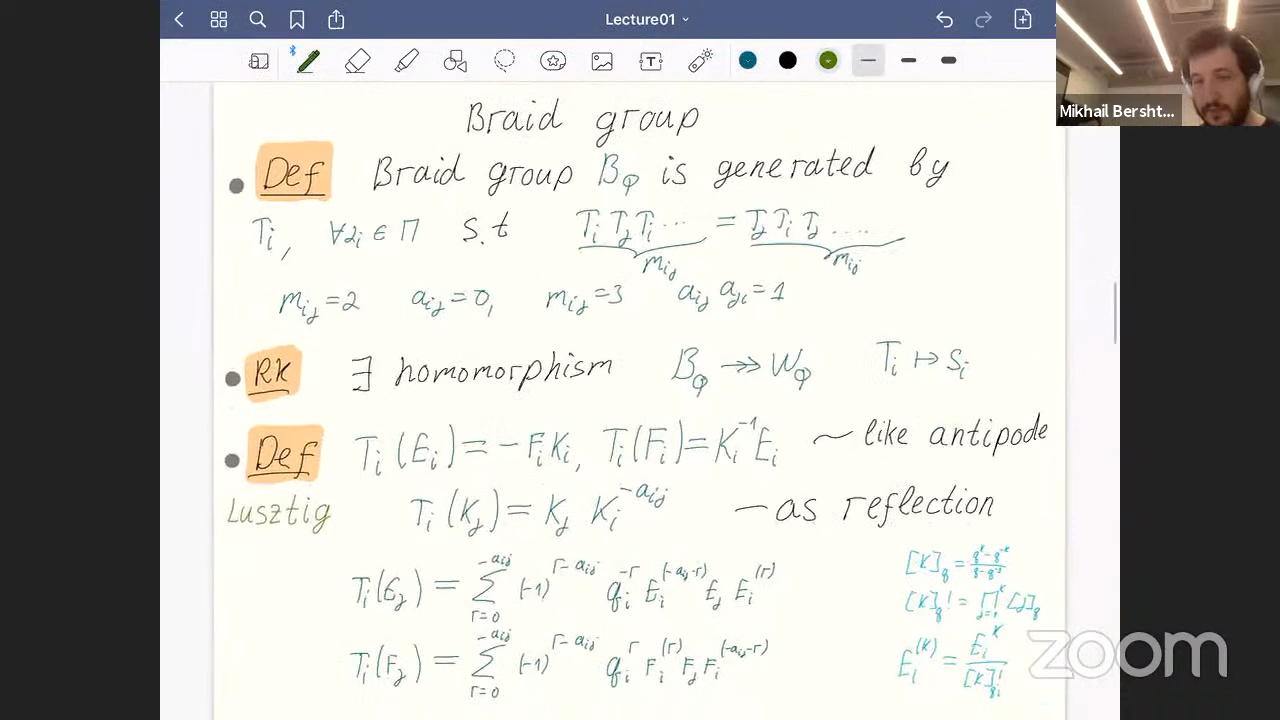 Lecture01
Mikhail Bersht...
Braid group
Def Braid group B_Φ is generated by
T_i, ∀α_i ∈ Π s.t T_i T_j T_i ... = T_j T_i T_j ....
m_ij m_ij
m_ij = 2 a_ij = 0, m_ij = 3 a_ij a_ji = 1
RK ∃ homomorphism B_Φ ↠ W_Φ T_i ↦ s_i
Def T_i(E_i) = -F_i K_i, T_i(F_i) = K_i^{-1} E_i ~ like antipode
Lusztig T_i(K_j) = K_j K_i^{-a_ij} — as reflection
[k]_q = (q^k - q^{-k})/(q - q^{-1})
T_i(E_j) = Σ_{r=0}^{-a_ij} (-1)^{r-a_ij} q_i^{-r} E_i^{(-a_ij-r)} E_j E_i^{(r)}
[k]_q! = ∏_{j=1}^k [j]_q
T_i(F_j) = Σ_{r=0}^{-a_ij} (-1)^{r-a_ij} q_i^r F_i^{(r)} F_j F_i^{(-a_ij-r)}
E_i^{(k)} = E_i^k/[k]_{q_i}!
zoom